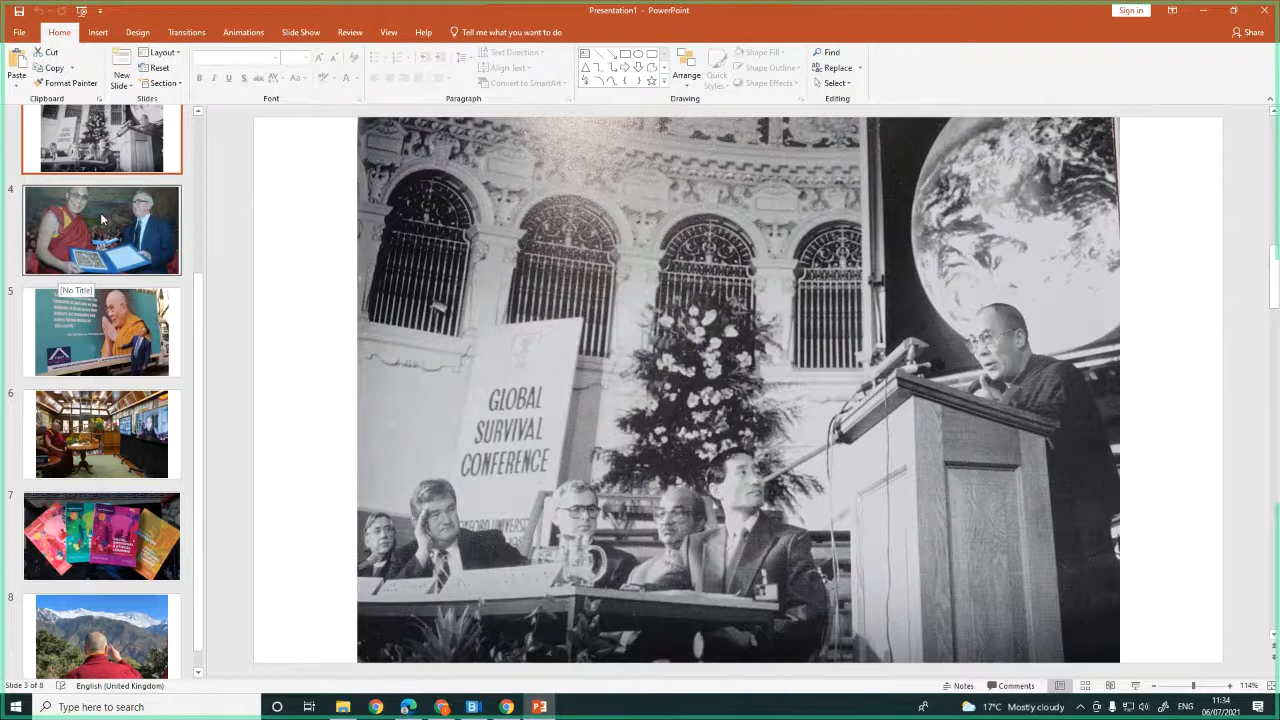 Presentation1 - PowerPoint
Sign in
File Home Insert Design Transitions Animations Slide Show Review View Help Tell me what you want to do
Share
Paste
Cut
Copy
Format Painter
Clipboard
New
Slide
Layout
Reset
Section
Slides
B I U S AV Aa A
Font
Text Direction
Align Text
Convert to SmartArt
Paragraph
Arrange
Quick
Styles
Shape Fill
Shape Outline
Shape Effects
Drawing
Find
Replace
Select
Editing
4
[No Title]
5
6
7
8
GLOBAL
SURVIVAL
CONFERENCE
Slide 3 of 8
English (United Kingdom)
Notes
Comments
114%
Type here to search
17°C Mostly cloudy
ENG
11:34
06/07/2021